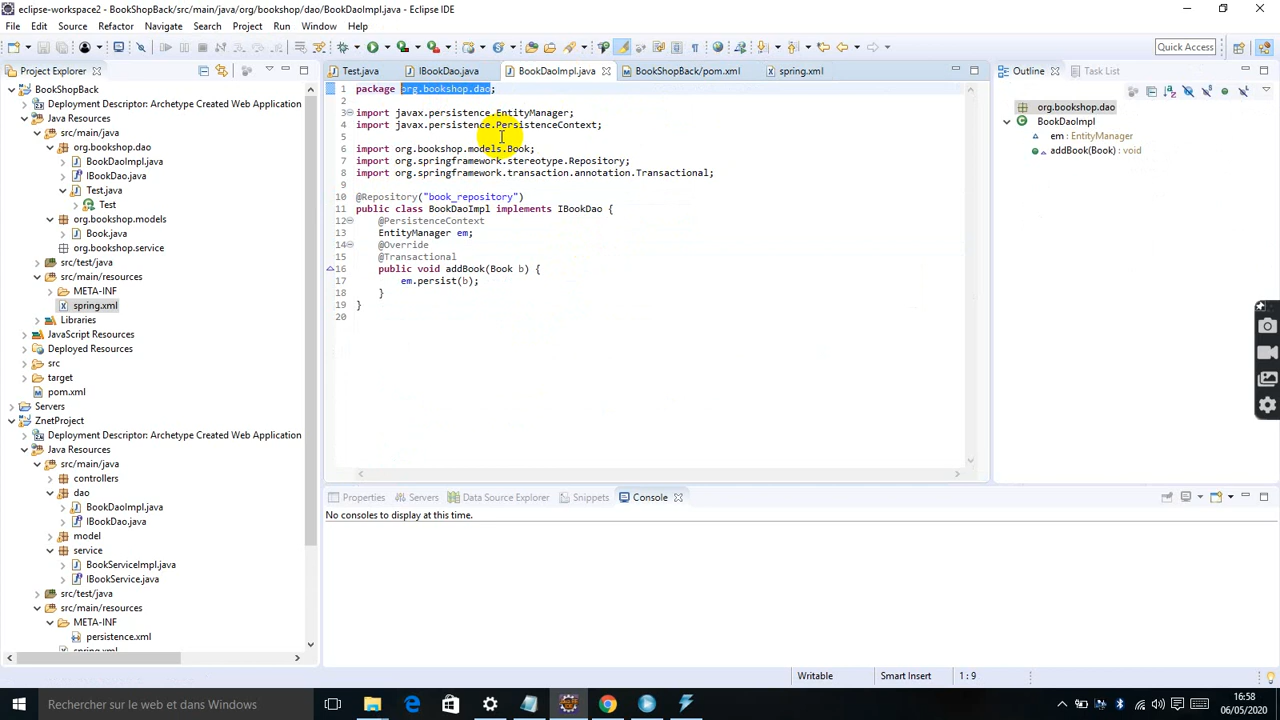 eclipse-workspace2 - BookShopBack/src/main/java/org/bookshop/dao/BookDaoImpl.java - Eclipse IDE
File Edit Source Refactor Navigate Search Project Run Window Help
Quick Access
Project Explorer
BookShopBack
Deployment Descriptor: Archetype Created Web Application
Java Resources
src/main/java
org.bookshop.dao
BookDaoImpl.java
IBookDao.java
Test.java
Test
org.bookshop.models
Book.java
org.bookshop.service
src/test/java
src/main/resources
META-INF
spring.xml
Libraries
JavaScript Resources
Deployed Resources
src
target
pom.xml
Servers
ZnetProject
Deployment Descriptor: Archetype Created Web Application
Java Resources
src/main/java
controllers
dao
BookDaoImpl.java
IBookDao.java
model
service
BookServiceImpl.java
IBookService.java
src/test/java
src/main/resources
META-INF
persistence.xml
spring.xml
Test.java IBookDao.java BookDaoImpl.java BookShopBack/pom.xml spring.xml
1 package org.bookshop.dao;
2
3 import javax.persistence.EntityManager;
4 import javax.persistence.PersistenceContext;
5
6 import org.bookshop.models.Book;
7 import org.springframework.stereotype.Repository;
8 import org.springframework.transaction.annotation.Transactional;
9
10 @Repository("book_repository")
11 public class BookDaoImpl implements IBookDao {
12 @PersistenceContext
13 EntityManager em;
14 @Override
15 @Transactional
16 public void addBook(Book b) {
17 em.persist(b);
18 }
19 }
20
Outline Task List
org.bookshop.dao
BookDaoImpl
em : EntityManager
addBook(Book) : void
Properties Servers Data Source Explorer Snippets Console
No consoles to display at this time.
Writable Smart Insert 1 : 9
Rechercher sur le web et dans Windows
16:58
06/05/2020